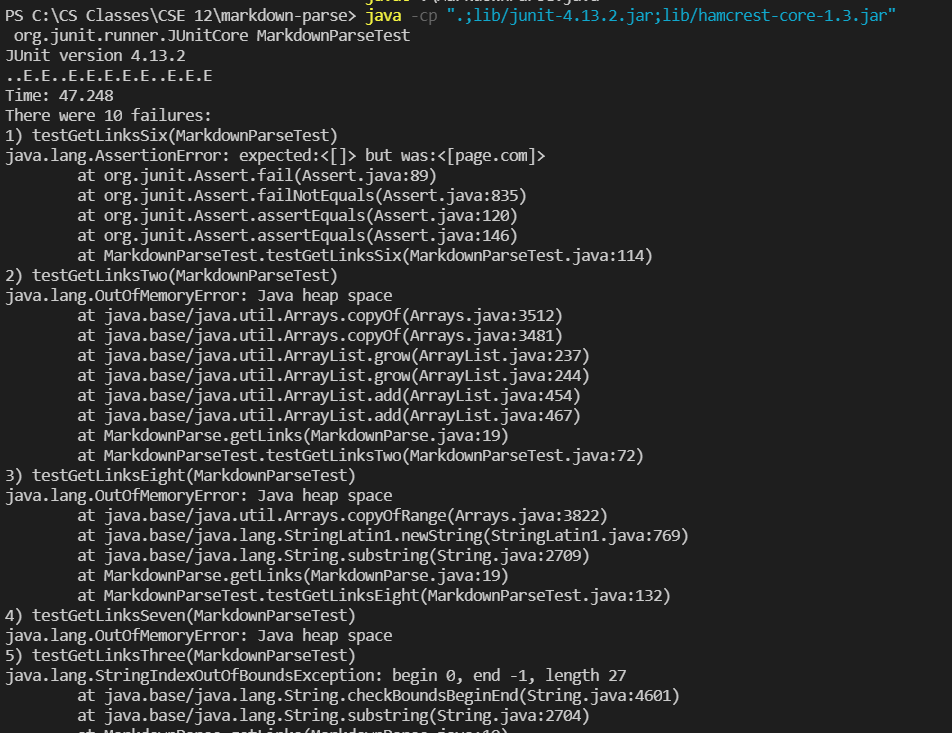 PS C:\CS Classes\CSE 12\markdown-parse> java -cp ".;lib/junit-4.13.2.jar;lib/hamcrest-core-1.3.jar"
 org.junit.runner.JUnitCore MarkdownParseTest
JUnit version 4.13.2
..E.E..E.E.E.E.E..E.E.E
Time: 47.248
There were 10 failures:
1) testGetLinksSix(MarkdownParseTest)
java.lang.AssertionError: expected:<[]> but was:<[page.com]>
        at org.junit.Assert.fail(Assert.java:89)
        at org.junit.Assert.failNotEquals(Assert.java:835)
        at org.junit.Assert.assertEquals(Assert.java:120)
        at org.junit.Assert.assertEquals(Assert.java:146)
        at MarkdownParseTest.testGetLinksSix(MarkdownParseTest.java:114)
2) testGetLinksTwo(MarkdownParseTest)
java.lang.OutOfMemoryError: Java heap space
        at java.base/java.util.Arrays.copyOf(Arrays.java:3512)
        at java.base/java.util.Arrays.copyOf(Arrays.java:3481)
        at java.base/java.util.ArrayList.grow(ArrayList.java:237)
        at java.base/java.util.ArrayList.grow(ArrayList.java:244)
        at java.base/java.util.ArrayList.add(ArrayList.java:454)
        at java.base/java.util.ArrayList.add(ArrayList.java:467)
        at MarkdownParse.getLinks(MarkdownParse.java:19)
        at MarkdownParseTest.testGetLinksTwo(MarkdownParseTest.java:72)
3) testGetLinksEight(MarkdownParseTest)
java.lang.OutOfMemoryError: Java heap space
        at java.base/java.util.Arrays.copyOfRange(Arrays.java:3822)
        at java.base/java.lang.StringLatin1.newString(StringLatin1.java:769)
        at java.base/java.lang.String.substring(String.java:2709)
        at MarkdownParse.getLinks(MarkdownParse.java:19)
        at MarkdownParseTest.testGetLinksEight(MarkdownParseTest.java:132)
4) testGetLinksSeven(MarkdownParseTest)
java.lang.OutOfMemoryError: Java heap space
5) testGetLinksThree(MarkdownParseTest)
java.lang.StringIndexOutOfBoundsException: begin 0, end -1, length 27
        at java.base/java.lang.String.checkBoundsBeginEnd(String.java:4601)
        at java.base/java.lang.String.substring(String.java:2704)